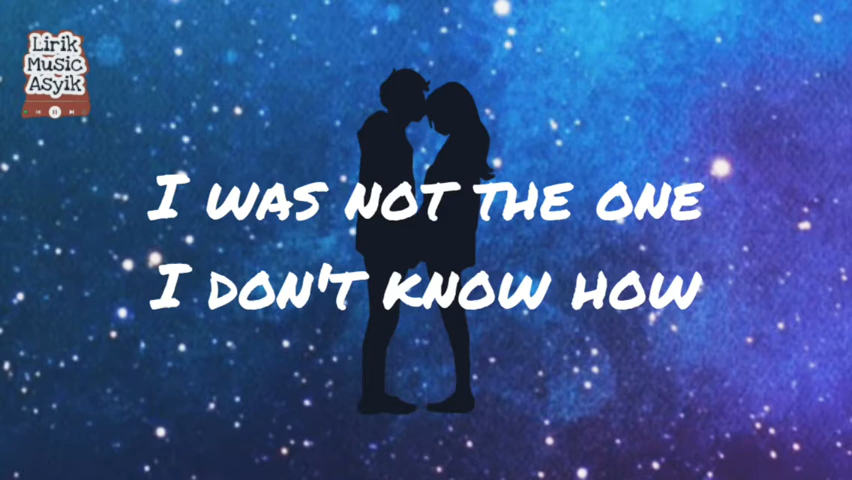 Lirik
Music
Asyik
I WAS NOT THE ONE
I DON'T KNOW HOW